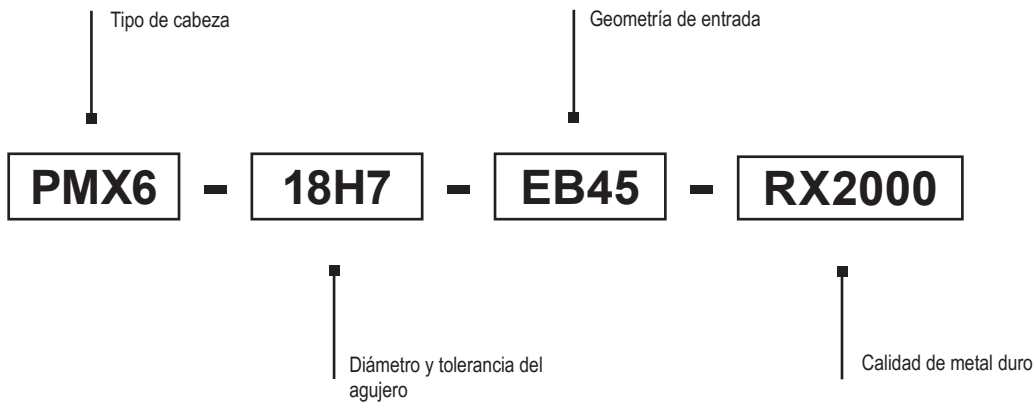 Tipo de cabeza
Geometría de entrada
PMX6 - 18H7 - EB45 - RX2000
Diámetro y tolerancia del
agujero
Calidad de metal duro